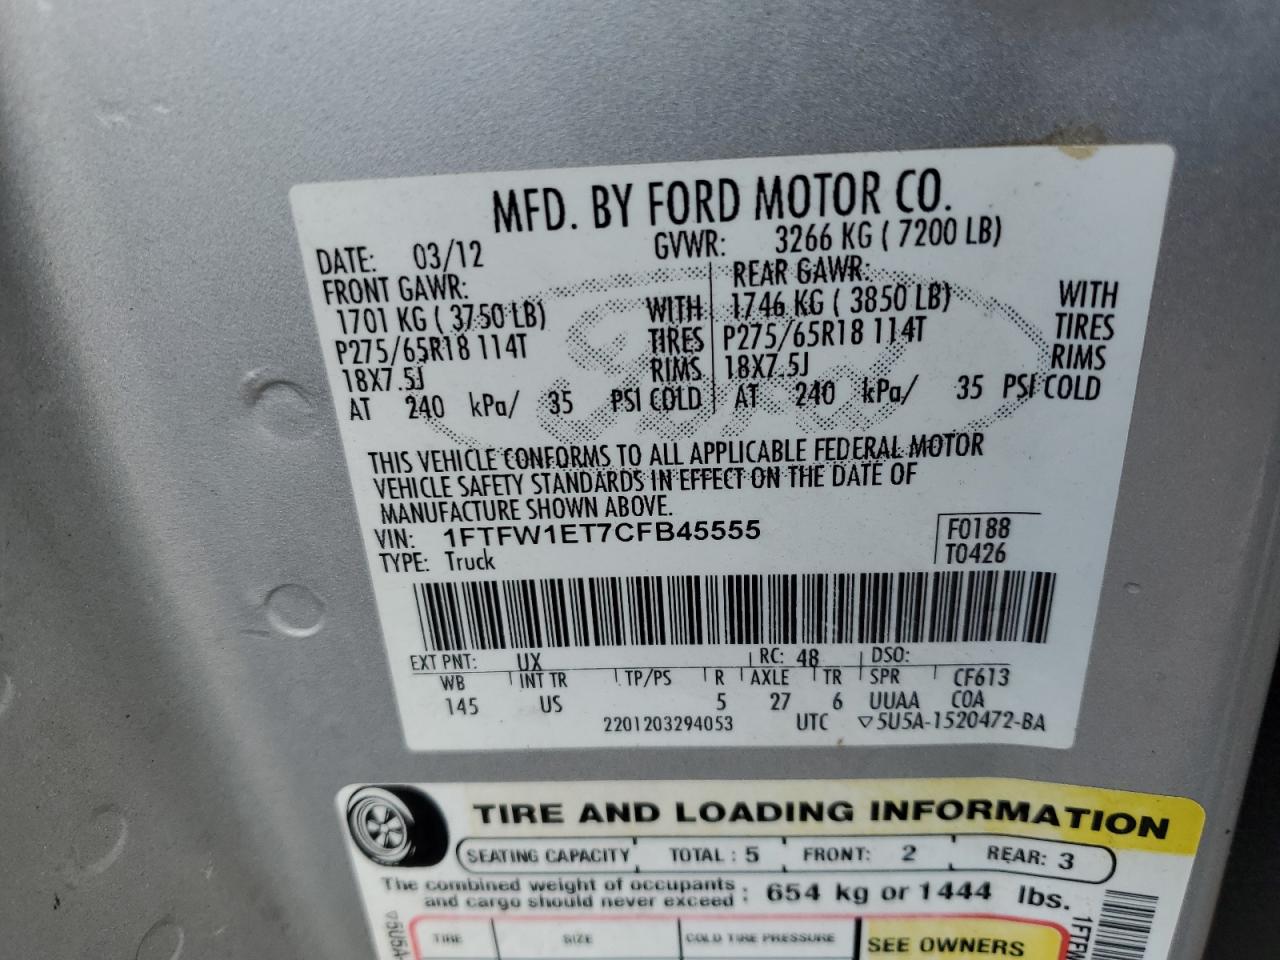 MFD. BY FORD MOTOR CO.
DATE: 03/12 GVWR: 3266 KG ( 7200 LB)
FRONT GAWR: REAR GAWR:
1701 KG ( 3750 LB) WITH 1746 KG ( 3850 LB) WITH
P275/65R18 114T TIRES P275/65R18 114T TIRES
18X7.5J RIMS 18X7.5J RIMS
AT 240 kPa/ 35 PSI COLD AT 240 kPa/ 35 PSI COLD
THIS VEHICLE CONFORMS TO ALL APPLICABLE FEDERAL MOTOR
VEHICLE SAFETY STANDARDS IN EFFECT ON THE DATE OF
MANUFACTURE SHOWN ABOVE.
VIN: 1FTFW1ET7CFB45555 F0188
TYPE: Truck T0426
EXT PNT: UX RC: 48 DSO:
WB INT TR TP/PS R AXLE TR SPR CF613
145 US 5 27 6 UUAA COA
2201203294053 UTC ▽5U5A-1520472-BA
TIRE AND LOADING INFORMATION
SEATING CAPACITY TOTAL : 5 FRONT: 2 REAR: 3
The combined weight of occupants
and cargo should never exceed : 654 kg or 1444 lbs.
TIRE SIZE COLD TIRE PRESSURE SEE OWNERS
▽5U5A-
1FTFW